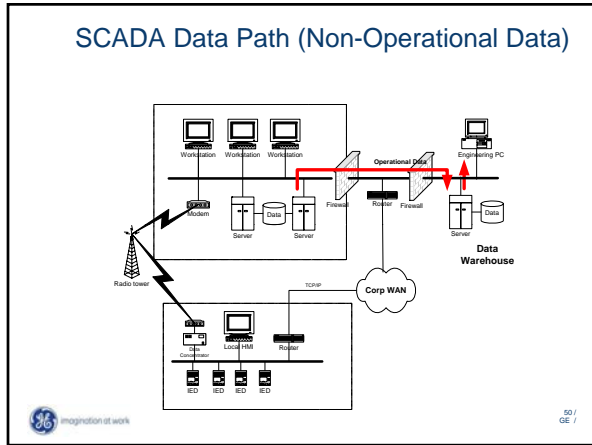 SCADA Data Path (Non-Operational Data)
Workstation
Workstation
Workstation
Operational Data
Engineering PC
Modem
Server
Data
Server
Firewall
Router
Firewall
Server
Data
Data
Warehouse
Radio tower
TCP/IP
Corp WAN
Data
Concentrator
Local HMI
Router
IED
IED
IED
IED
imagination at work
50 /
GE /